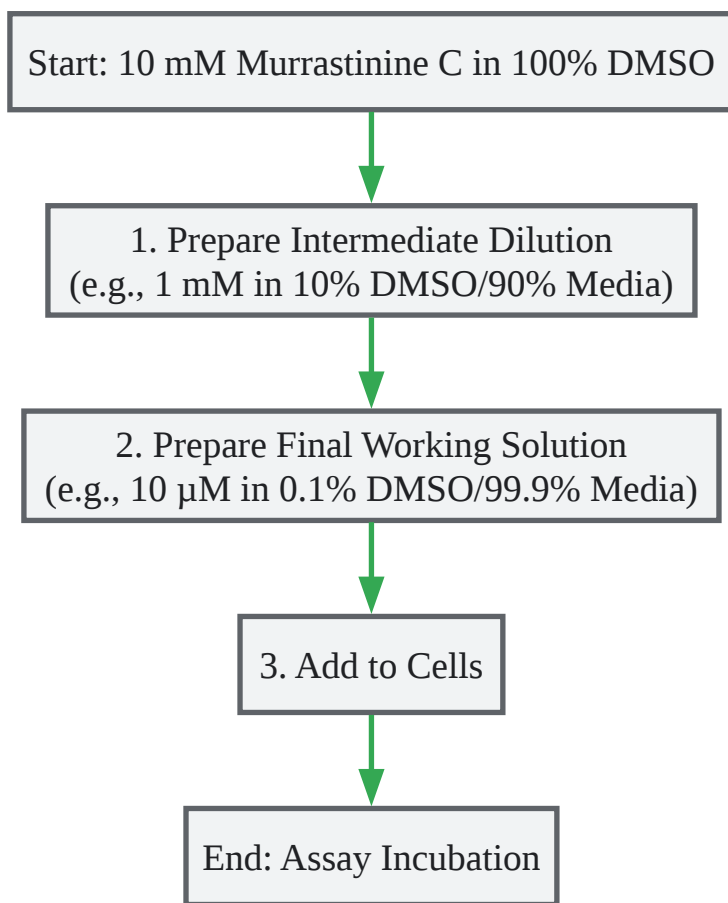 Start: 10 mM Murrastinine C in 100% DMSO
1. Prepare Intermediate Dilution
(e.g., 1 mM in 10% DMSO/90% Media)
2. Prepare Final Working Solution
(e.g., 10 µM in 0.1% DMSO/99.9% Media)
3. Add to Cells
End: Assay Incubation